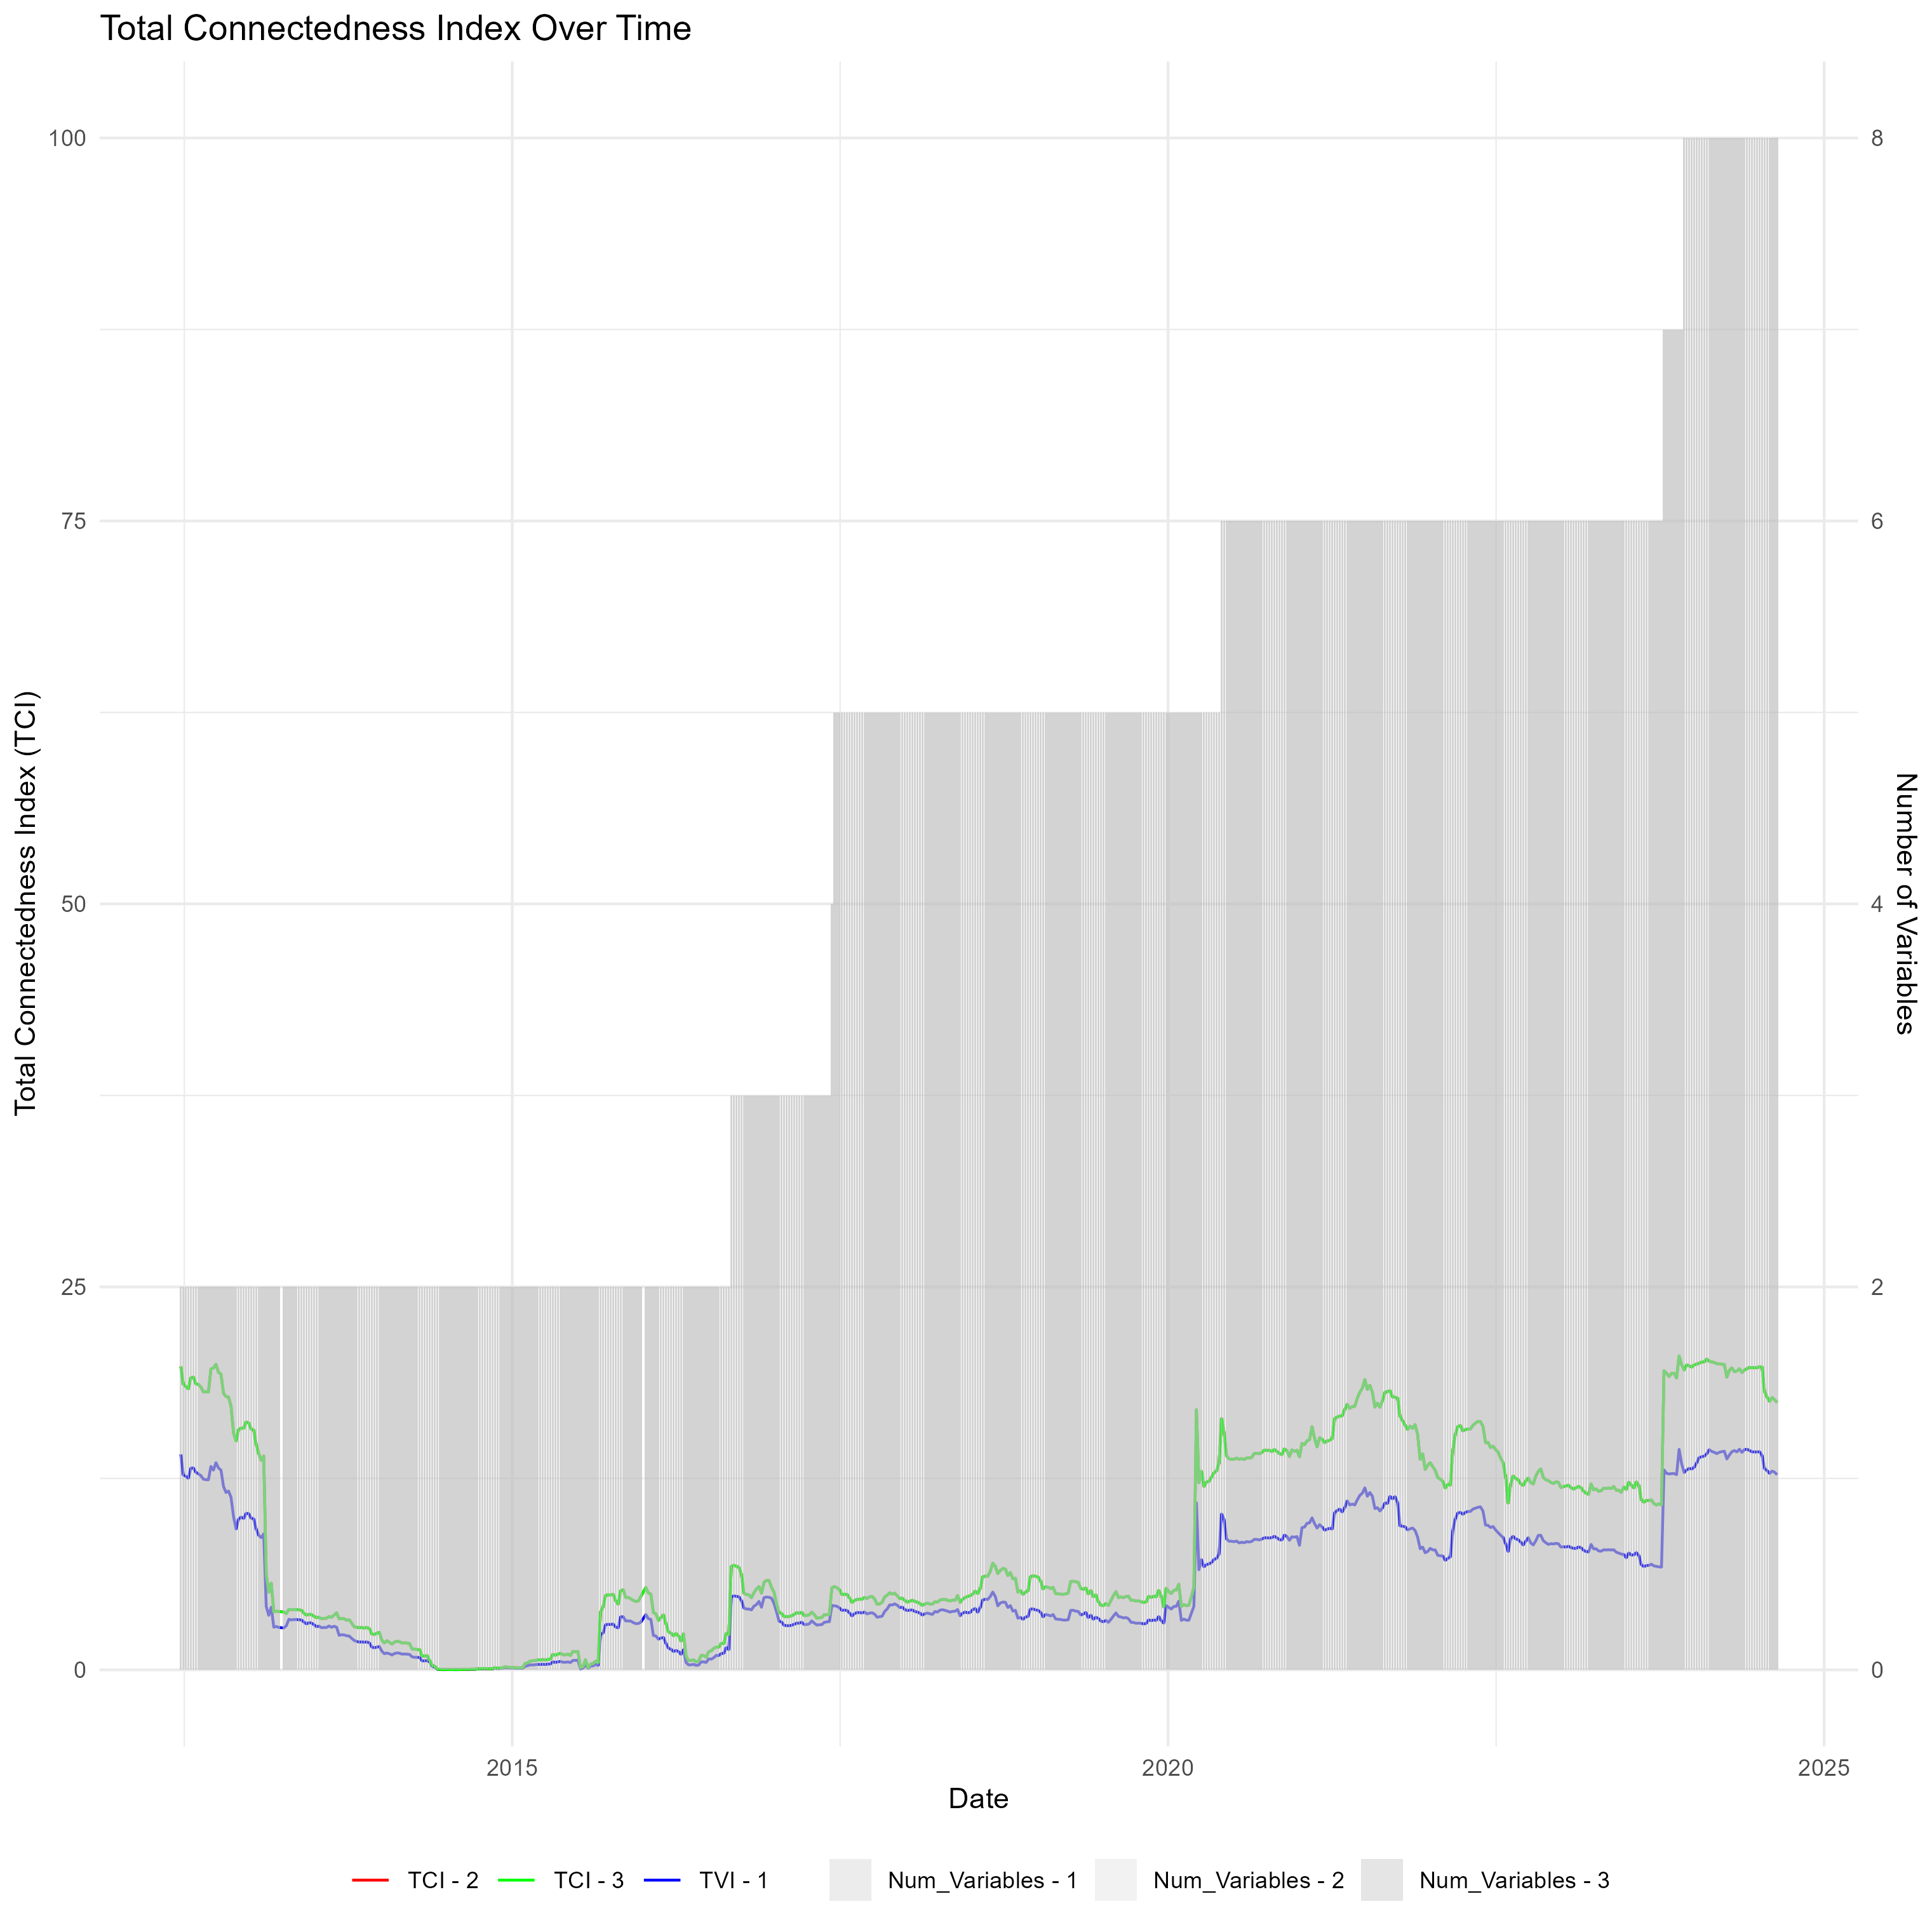 Total Connectedness Index Over Time
100
75
50
25
0
Total Connectedness Index (TCI)
8
6
4
2
0
Number of Variables
2015
2020
2025
Date
TCI - 2
TCI - 3
TVI - 1
Num_Variables - 1
Num_Variables - 2
Num_Variables - 3